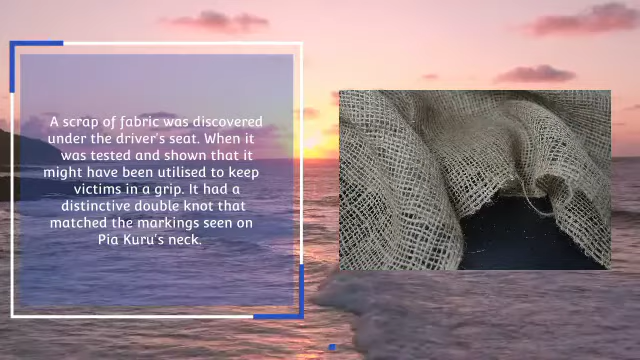 A scrap of fabric was discovered
under the driver's seat. When it
was tested and shown that it
might have been utilised to keep
victims in a grip. It had a
distinctive double knot that
matched the markings seen on
Pia Kuru's neck.